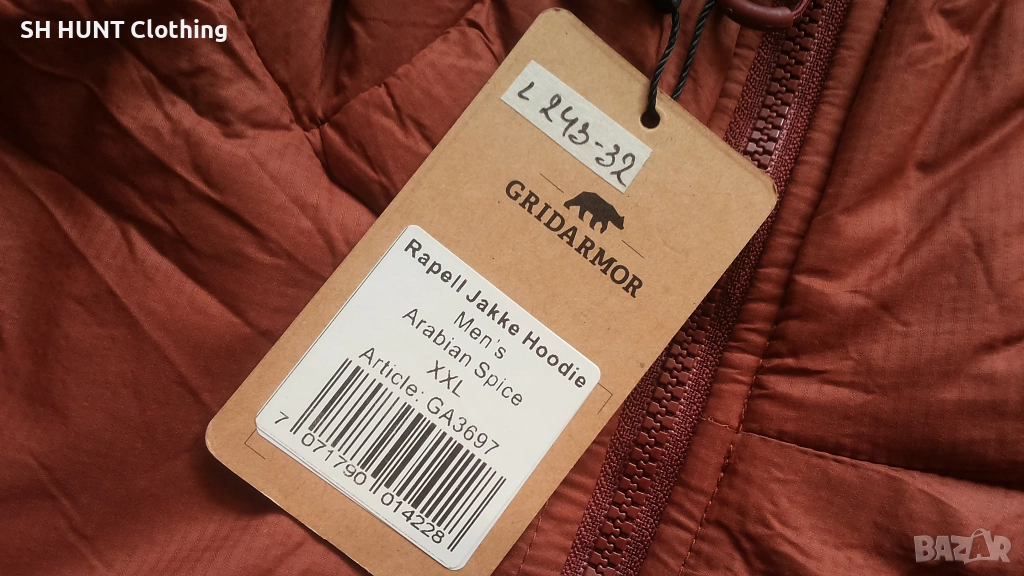 SH HUNT Clothing
L 243-32
GRIDARMOR
Rapell Jakke Hoodie
Men's
Arabian Spice
XXL
Article: GA3697
7 071790 014228
BAZAR